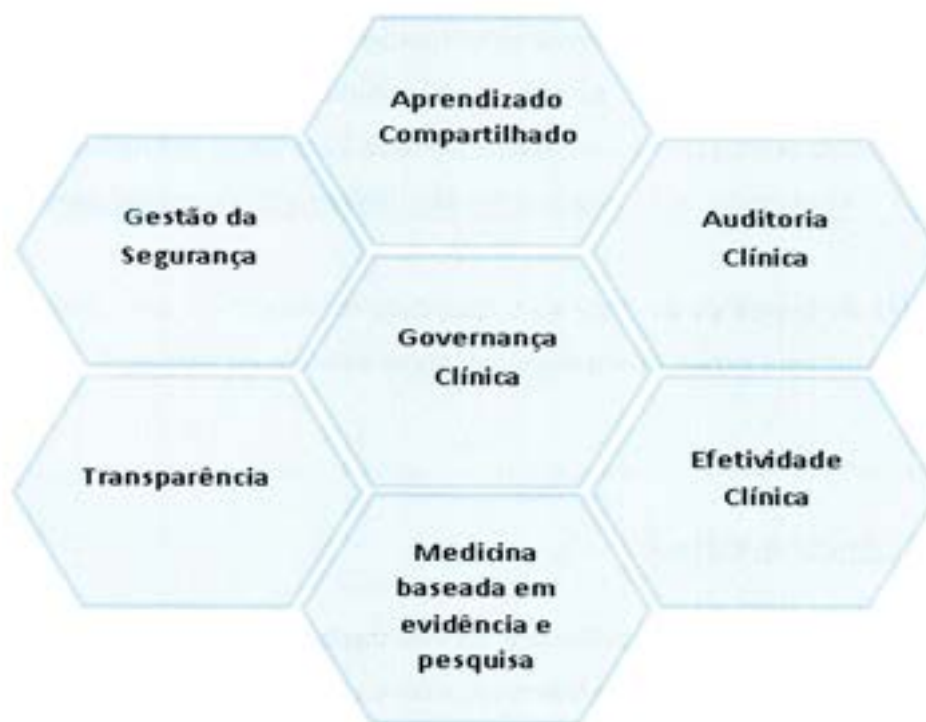 Aprendizado
Compartilhado
Gestão da
Segurança
Auditoria
Clínica
Governança
Clínica
Transparência
Efetividade
Clínica
Medicina
baseada em
evidência e
pesquisa